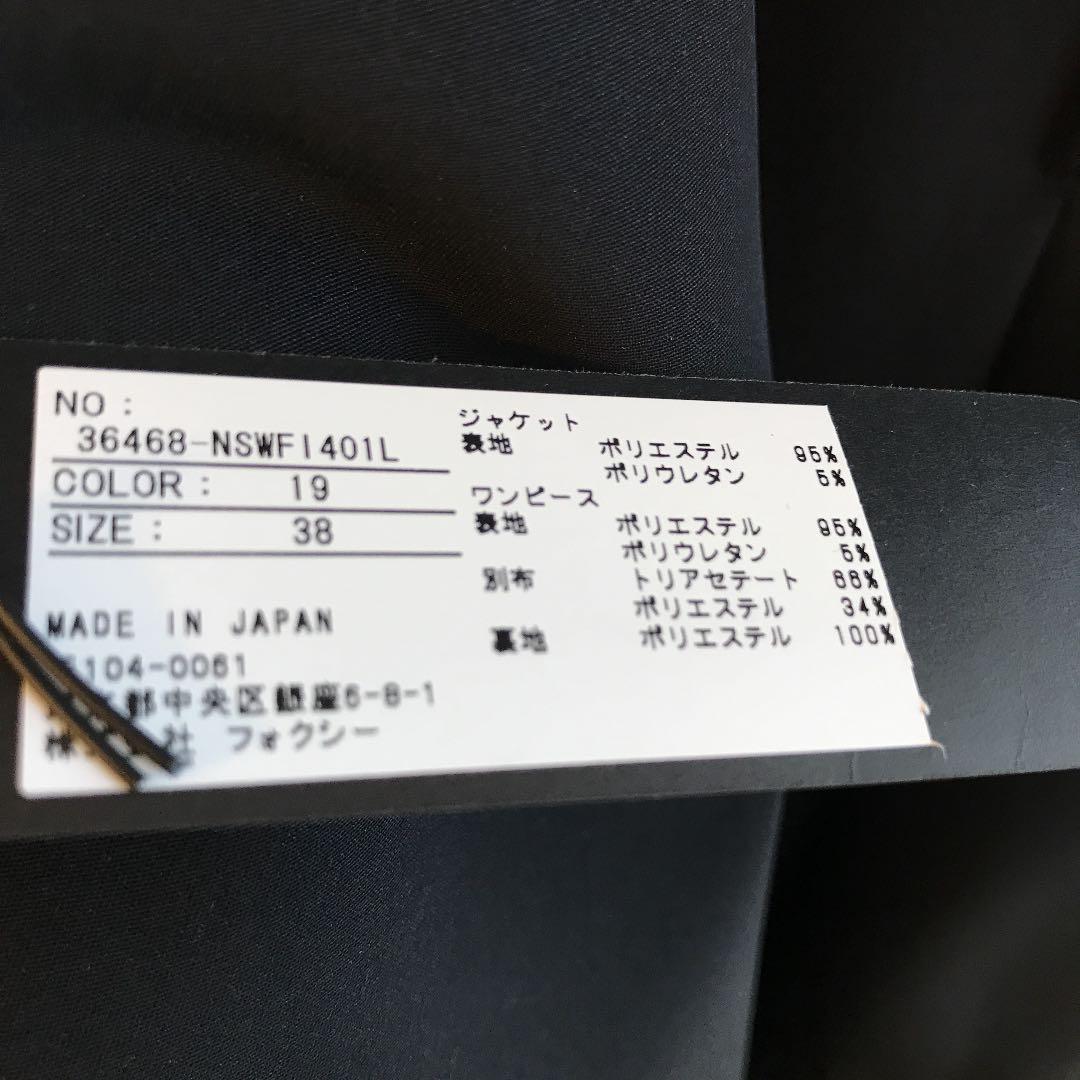 NO :
36468-NSWFI401L
COLOR : 19
SIZE : 38
MADE IN JAPAN
104-0061
都中央区銀座6-8-1
フォクシー
ジャケット
表地 ポリエステル 95%
ポリウレタン 5%
ワンピース
表地 ポリエステル 95%
ポリウレタン 5%
別布 トリアセテート 66%
ポリエステル 34%
裏地 ポリエステル 100%